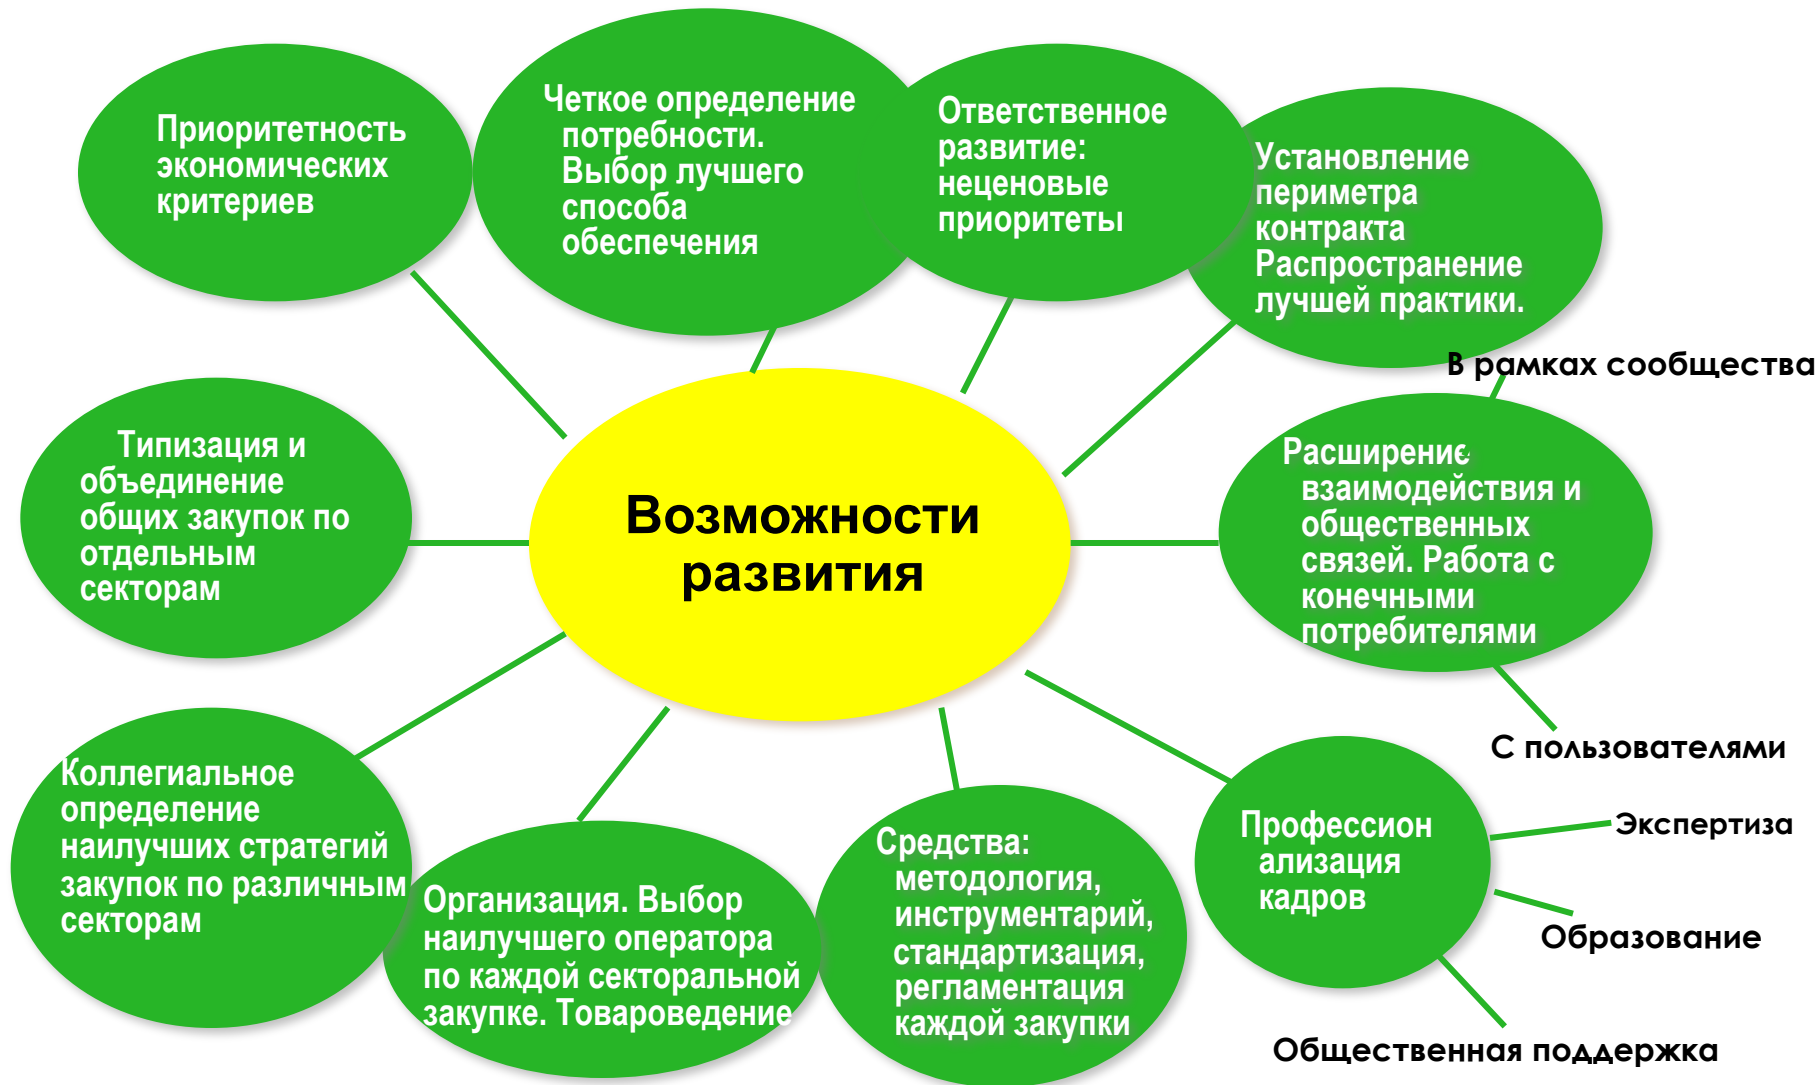 Приоритетность
экономических
критериев
Четкое определение
потребности.
Выбор лучшего
способа
обеспечения
Ответственное
развитие:
неценовые
приоритеты
Установление
периметра
контракта
Распространение
лучшей практики.
В рамках сообщества
Типизация и
объединение
общих закупок по
отдельным
секторам
Возможности
развития
Расширение
взаимодействия и
общественных
связей. Работа с
конечными
потребителями
С пользователями
Коллегиальное
определение
наилучших стратегий
закупок по различным
секторам
Организация. Выбор
наилучшего оператора
по каждой секторальной
закупке. Товароведение
Средства:
методология,
инструментарий,
стандартизация,
регламентация
каждой закупки
Профессион
ализация
кадров
Экспертиза
Образование
Общественная поддержка